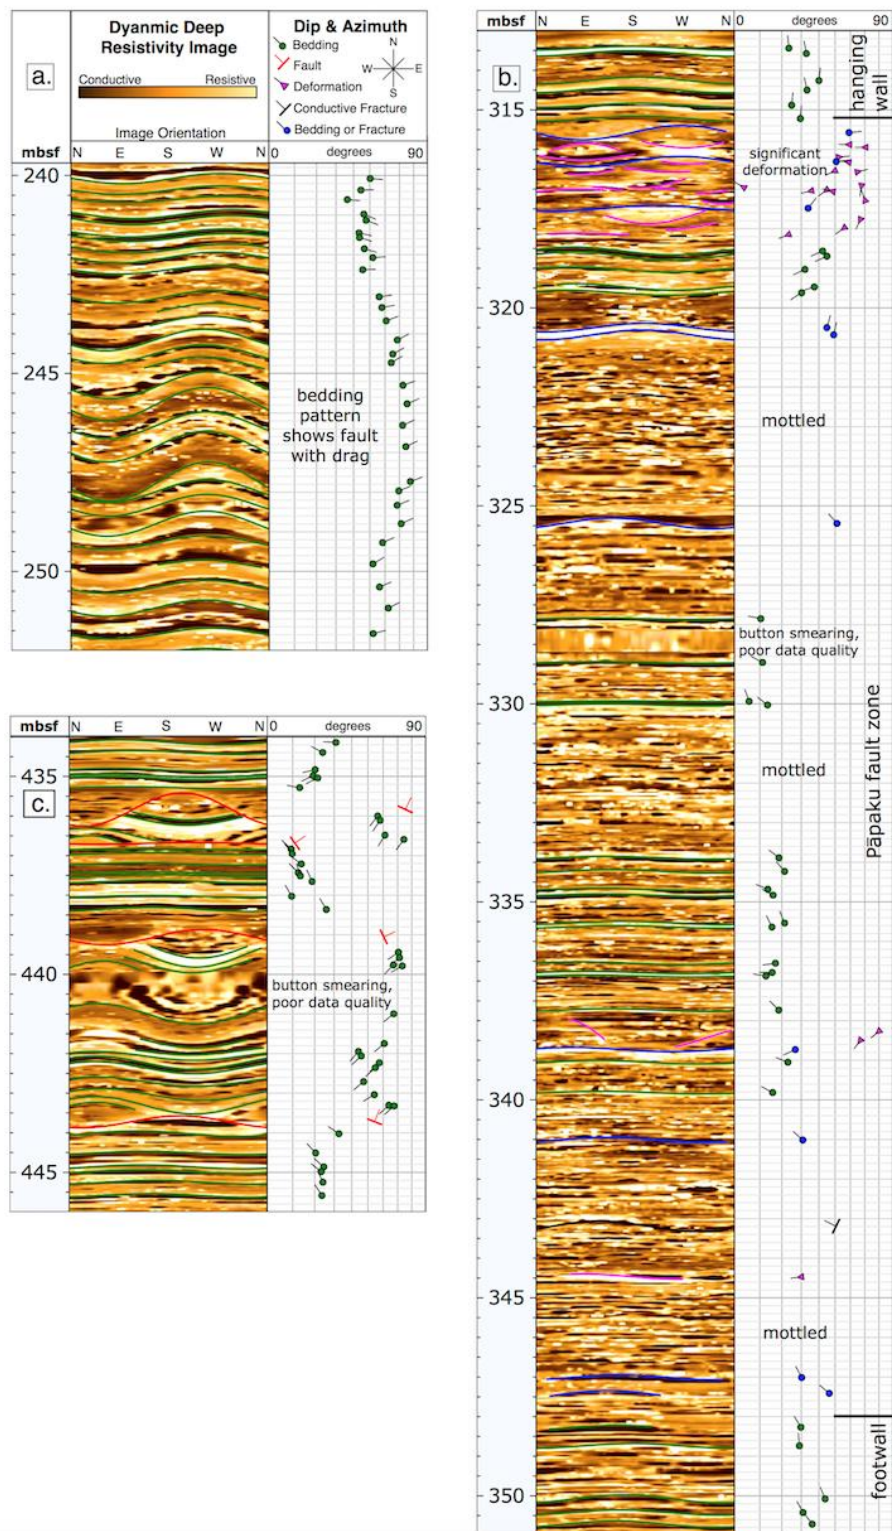 a.
Dyanmic Deep
Resistivity Image
Conductive Resistive
Image Orientation
Dip & Azimuth
Bedding
Fault
Deformation
Conductive Fracture
Bedding or Fracture
N
W E
S
mbsf N E S W N 0 degrees 90
240
245
250
bedding
pattern
shows fault
with drag
c.
mbsf N E S W N 0 degrees 90
435
440
445
button smearing,
poor data quality
b.
mbsf N E S W N 0 degrees 90
315
320
325
330
335
340
345
350
hanging
wall
significant
deformation
mottled
button smearing,
poor data quality
mottled
Pāpaku fault zone
mottled
footwall